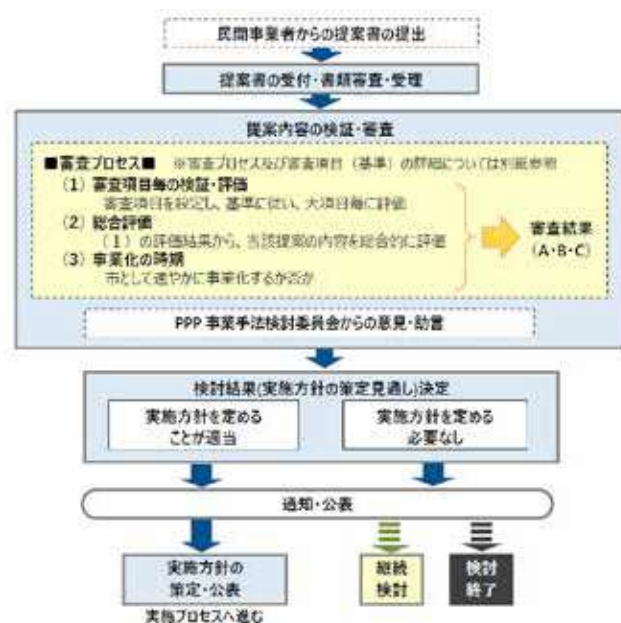 民間事業者からの提案書の提出
提案書の受付・書類審査・受理
提案内容の検証・審査
■審査プロセス■　※審査プロセス及び審査項目（基準）の詳細については別紙参照
(1) 審査項目毎の検証・評価
審査項目を設定し、基準に従い、大項目毎に評価
(2) 総合評価
(1)の評価結果から、当該提案の内容を総合的に評価
(3) 事業化の時期
市として速やかに事業化するか否か
審査結果
(A・B・C)
PPP 事業手法検討委員会からの意見・助言
検討結果(実施方針の策定見通し)決定
実施方針を定める
ことが適当
実施方針を定める
必要なし
通知・公表
実施方針の
策定・公表
継続
検討
検討
終了
実施プロセスへ進む